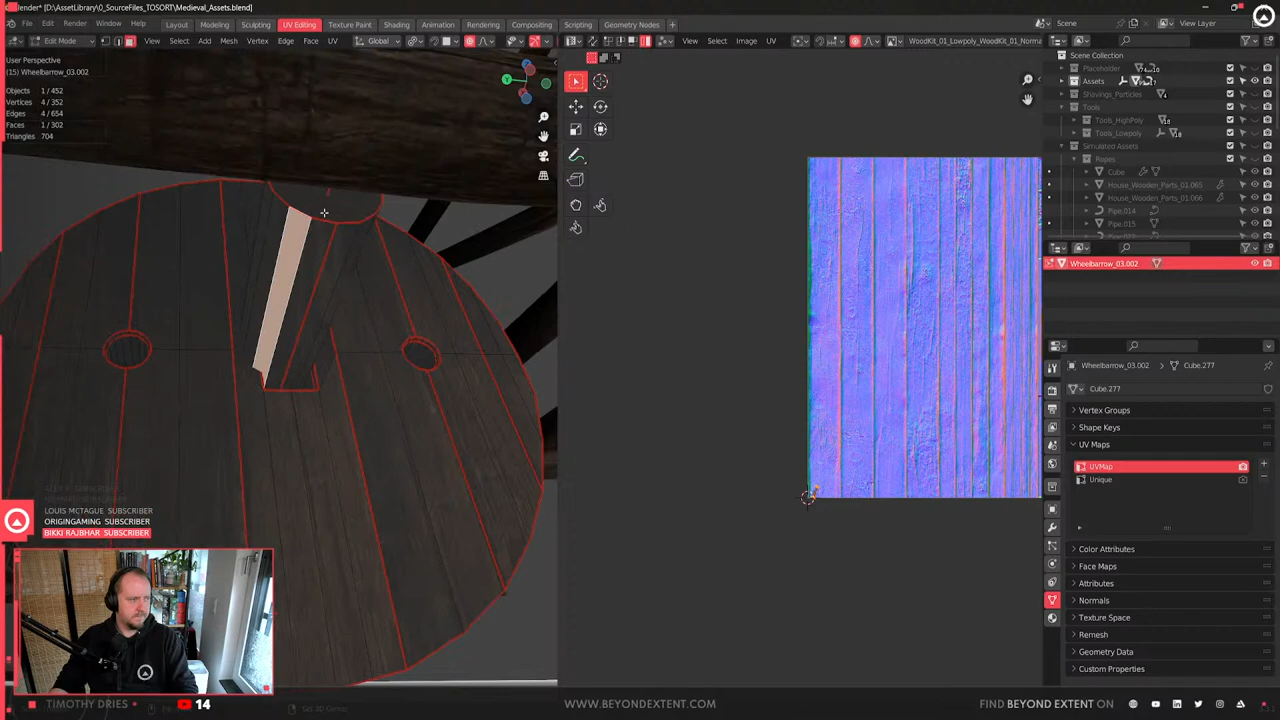 ender* [D:\AssetLibrary\0_SourceFiles_TOSORT\Medieval_Assets.blend]
File Edit Render Window Help Layout Modeling Sculpting UV Editing Texture Paint Shading Animation Rendering Compositing Scripting Geometry Nodes + Scene View Layer
Edit Mode View Select Add Mesh Vertex Edge Face UV Global View Select Image UV WoodKit_01_Lowpoly_WoodKit_01_Norma
User Perspective
(15) Wheelbarrow_03.002
Objects 1 / 452
Vertices 4 / 352
Edges 4 / 654
Faces 1 / 302
Triangles 704
Y
Scene Collection
Placeholder
Assets
Shavings_Particles
Tools
Tools_HighPoly
Tools_Lowpoly
Simulated Assets
Ropes
Cube
House_Wooden_Parts_01.065
House_Wooden_Parts_01.066
Pipe.014
Pipe.015
Wheelbarrow_03.002
Wheelbarrow_03.002 > Cube.277
Cube.277
Vertex Groups
Shape Keys
UV Maps
UVMap
Unique
Color Attributes
Face Maps
Attributes
Normals
Texture Space
Remesh
Geometry Data
Custom Properties
LOUIS MCTAGUE SUBSCRIBER
ORIGINGAMING SUBSCRIBER
BIKKI RAJBHAR SUBSCRIBER
TIMOTHY DRIES 14 WWW.BEYONDEXTENT.COM FIND BEYOND EXTENT ON